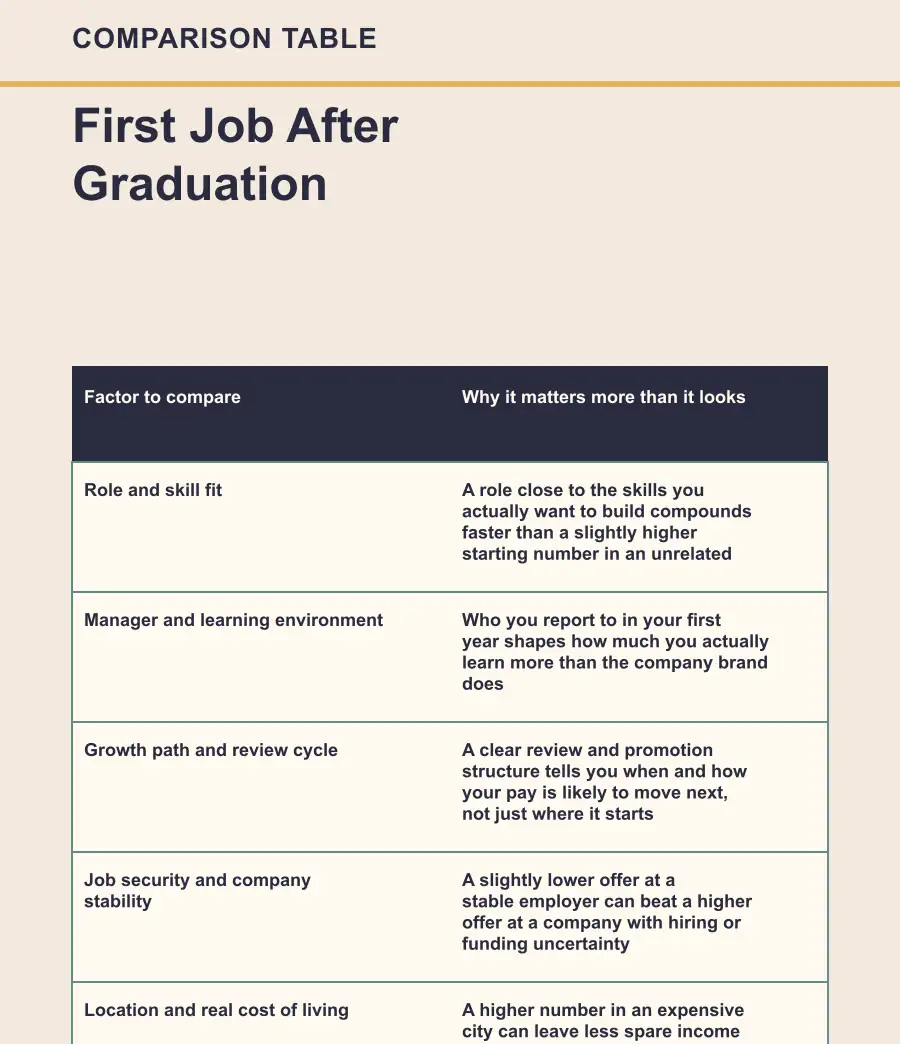 COMPARISON TABLE
First Job After
Graduation
Factor to compare
Why it matters more than it looks
Role and skill fit
A role close to the skills you
actually want to build compounds
faster than a slightly higher
starting number in an unrelated
Manager and learning environment
Who you report to in your first
year shapes how much you actually
learn more than the company brand
does
Growth path and review cycle
A clear review and promotion
structure tells you when and how
your pay is likely to move next,
not just where it starts
Job security and company
stability
A slightly lower offer at a
stable employer can beat a higher
offer at a company with hiring or
funding uncertainty
Location and real cost of living
A higher number in an expensive
city can leave less spare income